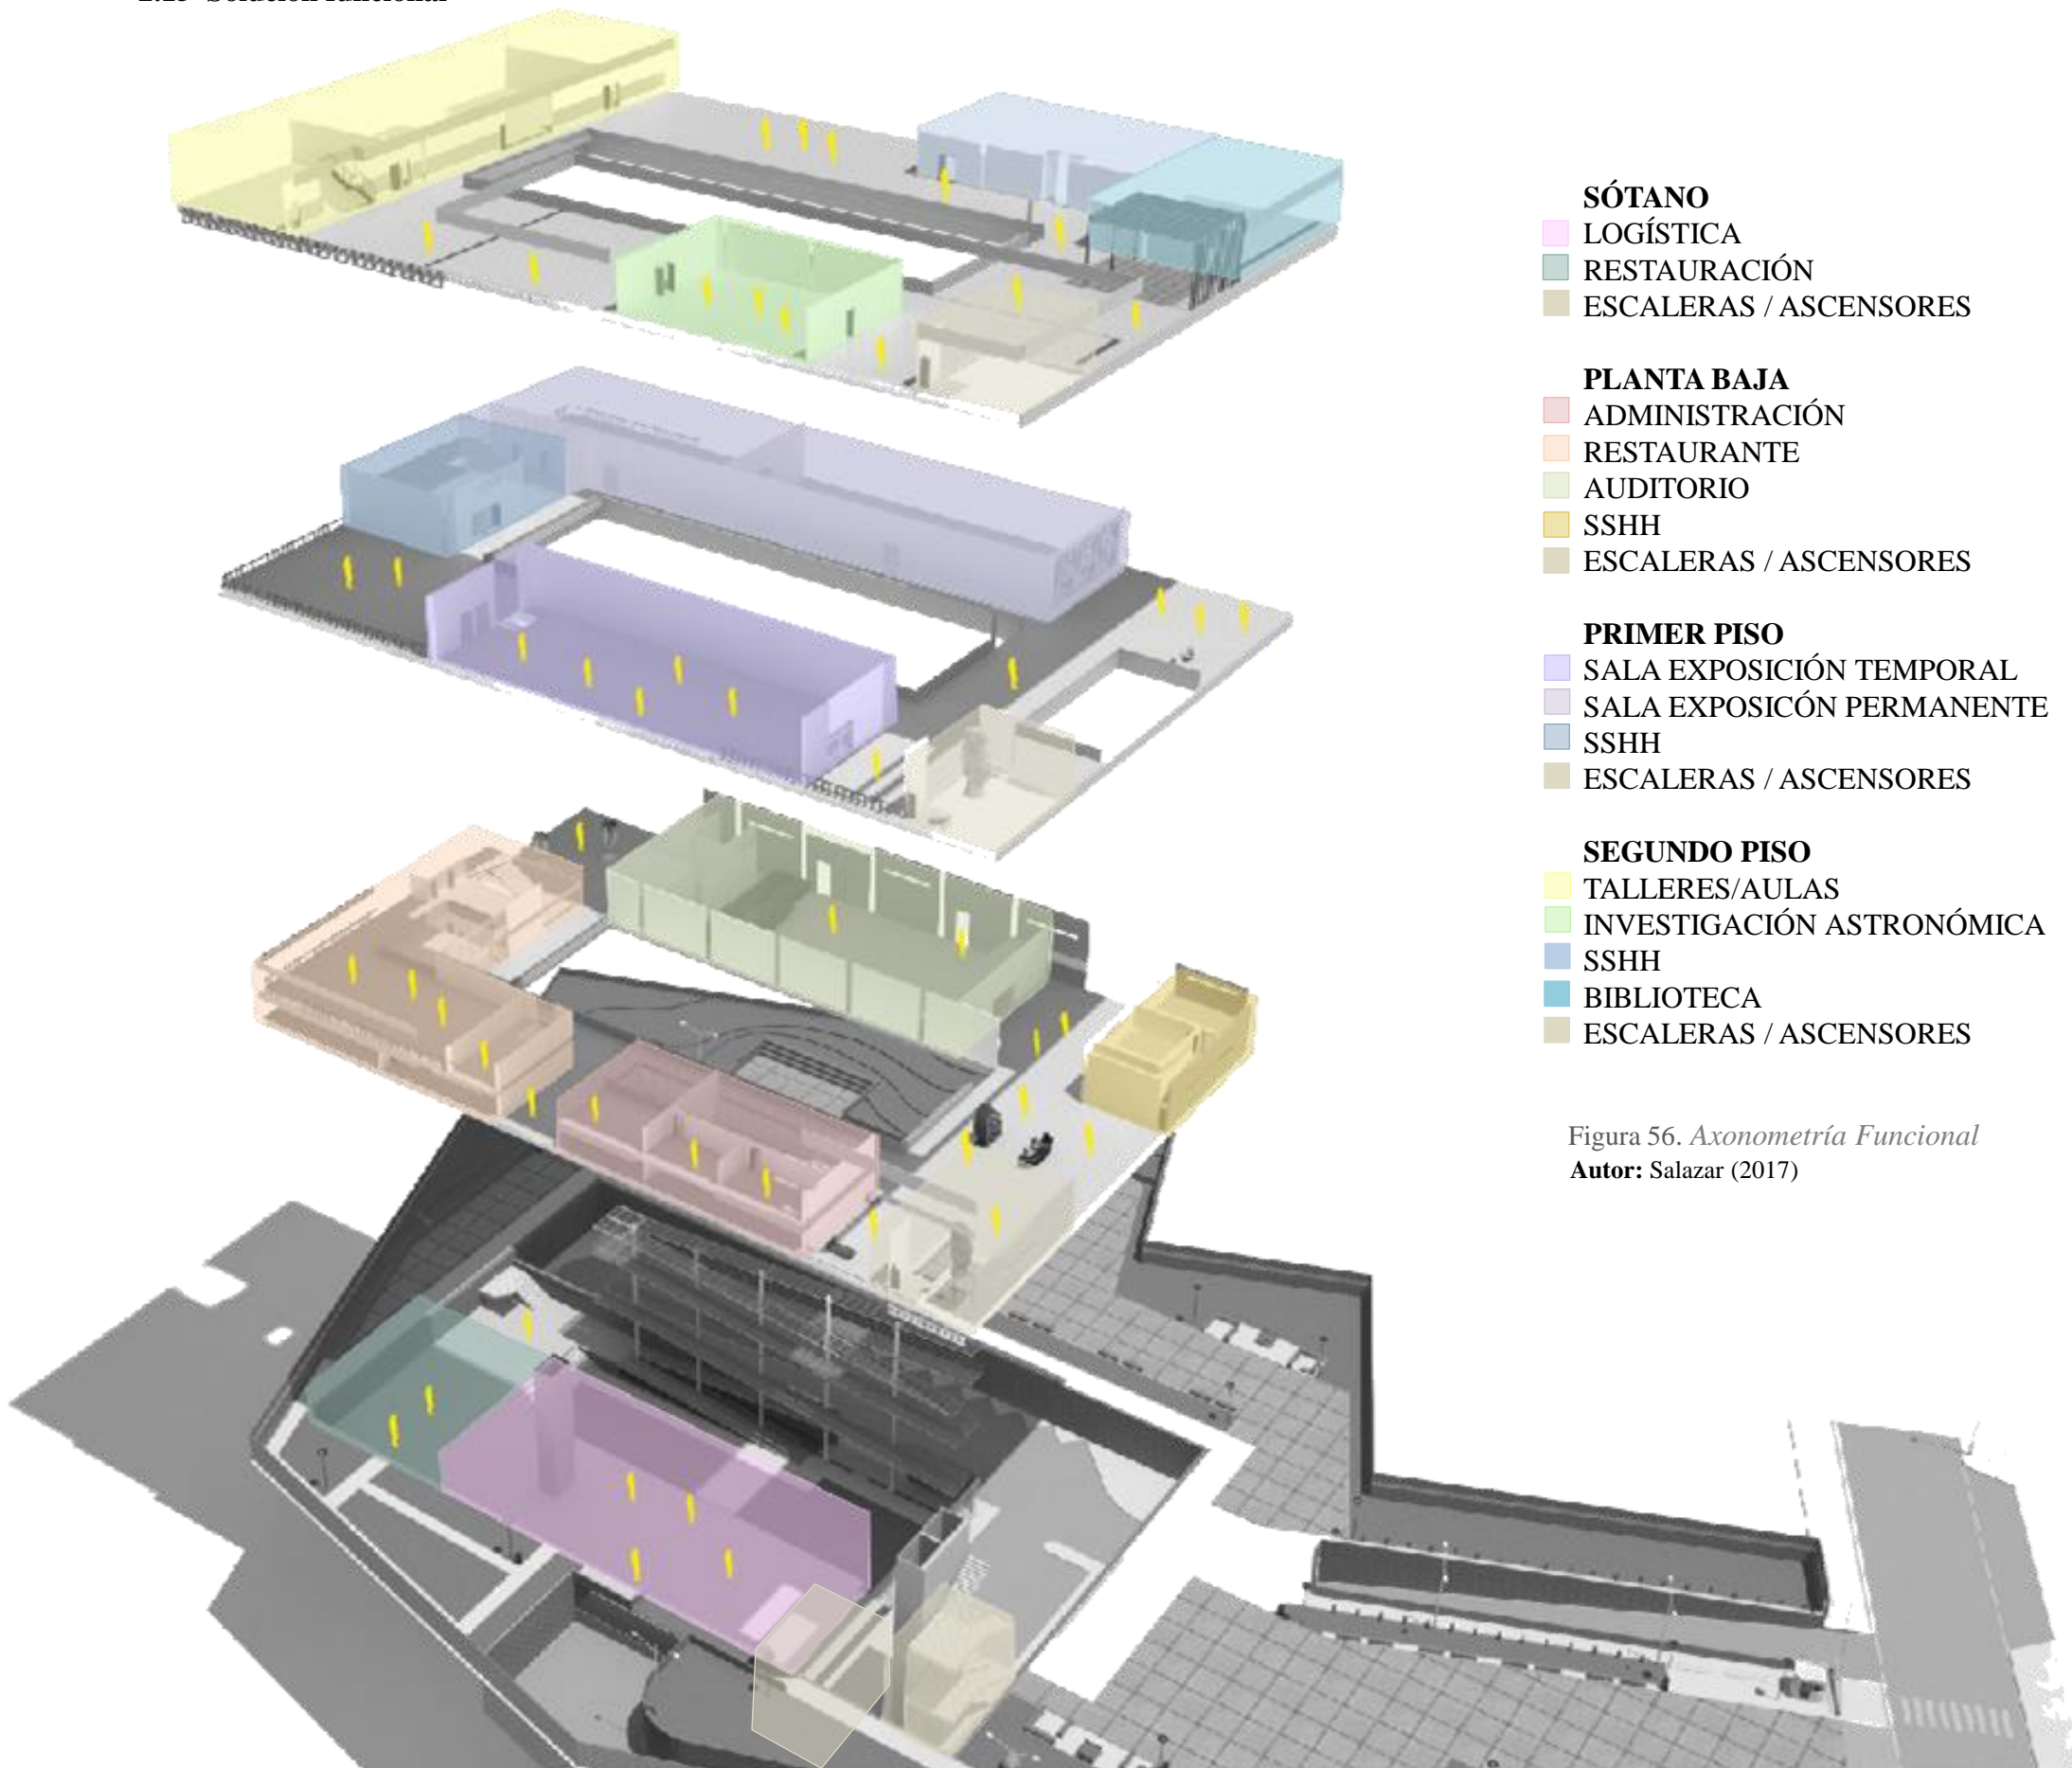 SÓTANO
LOGÍSTICA
RESTAURACIÓN
ESCALERAS / ASCENSORES
PLANTA BAJA
ADMINISTRACIÓN
RESTAURANTE
AUDITORIO
SSHH
ESCALERAS / ASCENSORES
PRIMER PISO
SALA EXPOSICIÓN TEMPORAL
SALA EXPOSICÓN PERMANENTE
SSHH
ESCALERAS / ASCENSORES
SEGUNDO PISO
TALLERES/AULAS
INVESTIGACIÓN ASTRONÓMICA
SSHH
BIBLIOTECA
ESCALERAS / ASCENSORES
Figura 56. Axonometría Funcional
Autor: Salazar (2017)